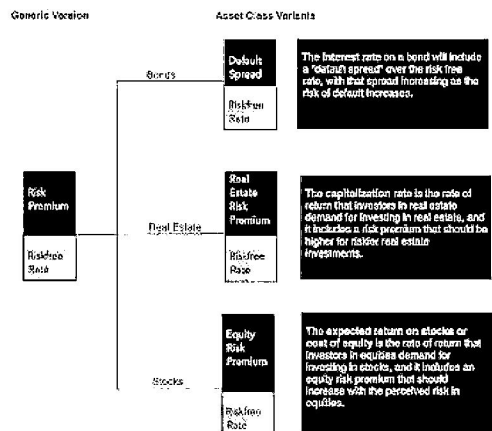 Generic Version
Asset Class Variants
Default
Spread
Riskfree
Rate
Bonds
The interest rate on a bond will include
a "default spread" over the risk free
rate, with that spread increasing as the
risk of default increases.
Risk
Premium
Riskfree
Rate
Real Estate
Real
Estate
Risk
Premium
Riskfree
Rate
The capitalization rate is the rate of
return that investors in real estate
demand for investing in real estate, and
it includes a risk premium that should be
higher for riskier real estate
investments.
Stocks
Equity
Risk
Premium
Riskfree
Rate
The expected return on stocks or
cost of equity is the rate of return that
investors in equities demand for
investing in stocks, and it includes an
equity risk premium that should
increase with the perceived risk in
equities.